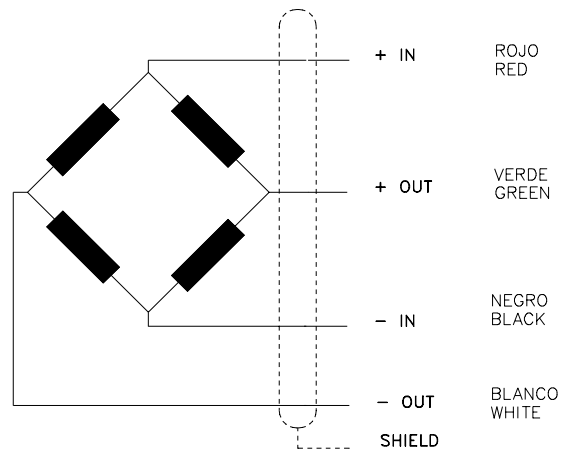 + IN ROJO
RED
+ OUT VERDE
GREEN
- IN NEGRO
BLACK
- OUT BLANCO
WHITE
SHIELD